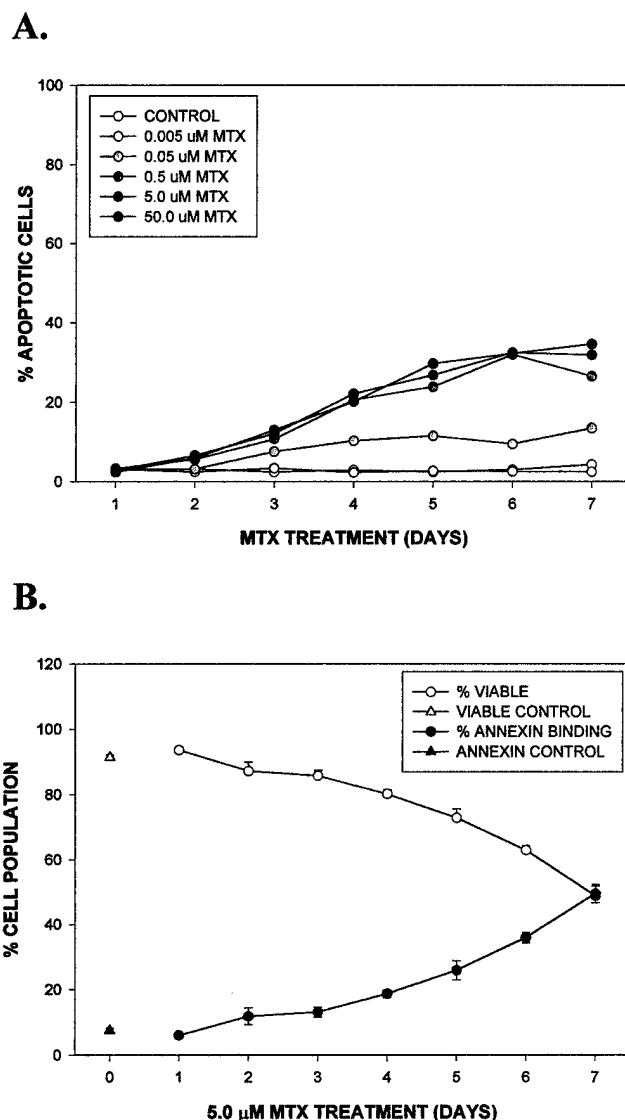 A.
100
80
60
40
20
0
% APOPTOTIC CELLS
CONTROL
0.005 uM MTX
0.05 uM MTX
0.5 uM MTX
5.0 uM MTX
50.0 uM MTX
1 2 3 4 5 6 7
MTX TREATMENT (DAYS)
B.
120
100
80
60
40
20
0
% CELL POPULATION
% VIABLE
VIABLE CONTROL
% ANNEXIN BINDING
ANNEXIN CONTROL
0 1 2 3 4 5 6 7
5.0 µM MTX TREATMENT (DAYS)